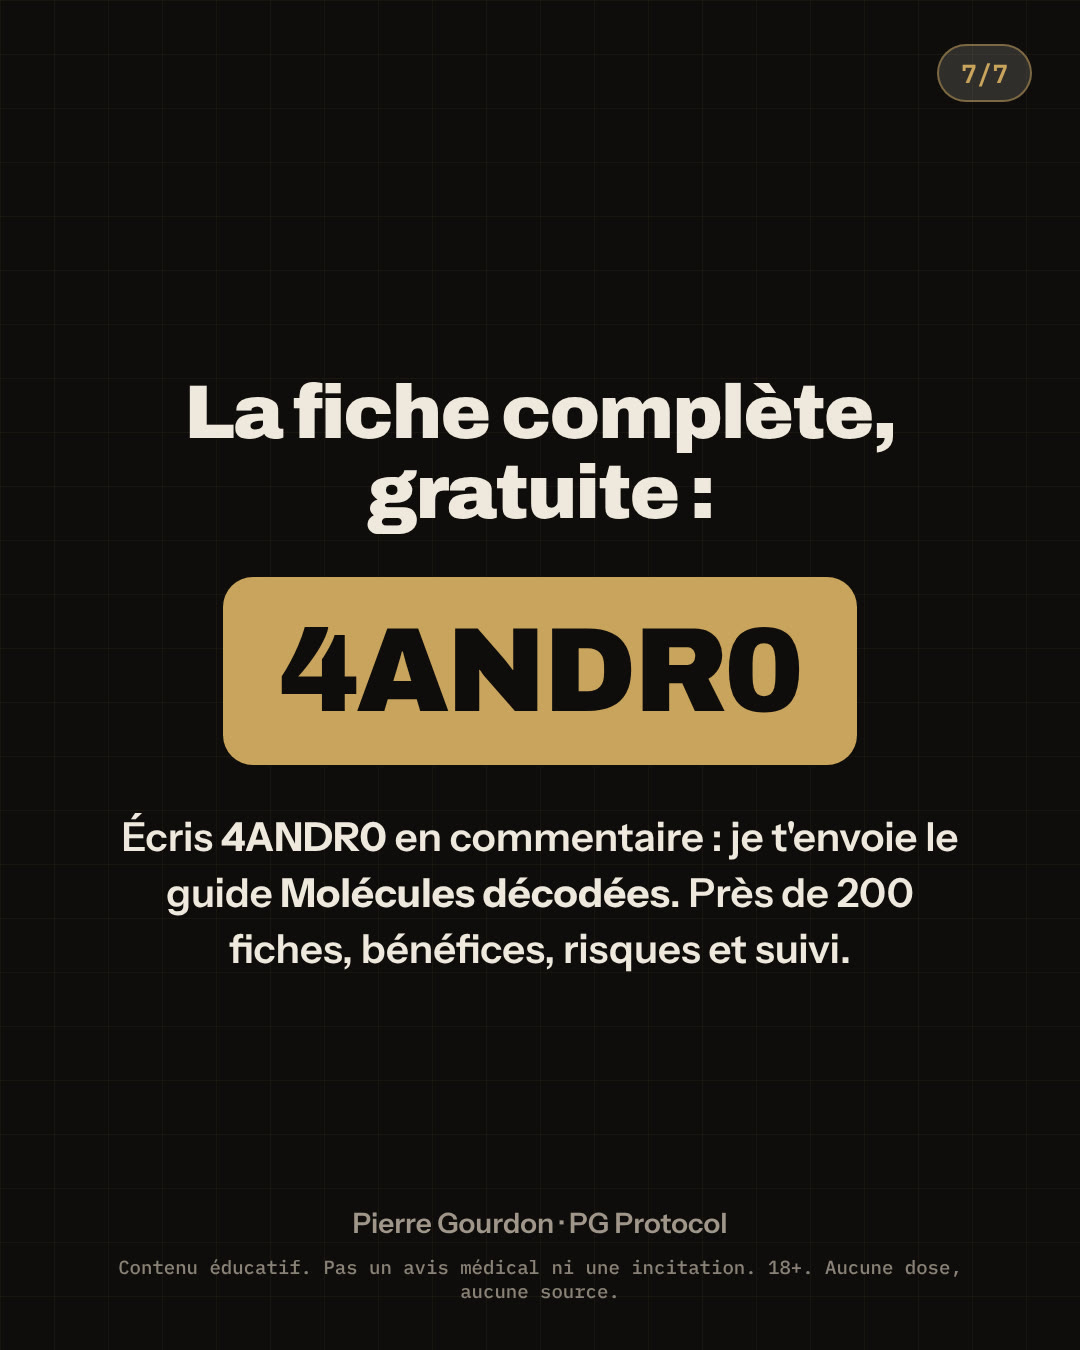 7/7
La fiche complète,
gratuite :
4ANDR0
Écris 4ANDR0 en commentaire : je t'envoie le
guide Molécules décodées. Près de 200
fiches, bénéfices, risques et suivi.
Pierre Gourdon · PG Protocol
Contenu éducatif. Pas un avis médical ni une incitation. 18+. Aucune dose,
aucune source.